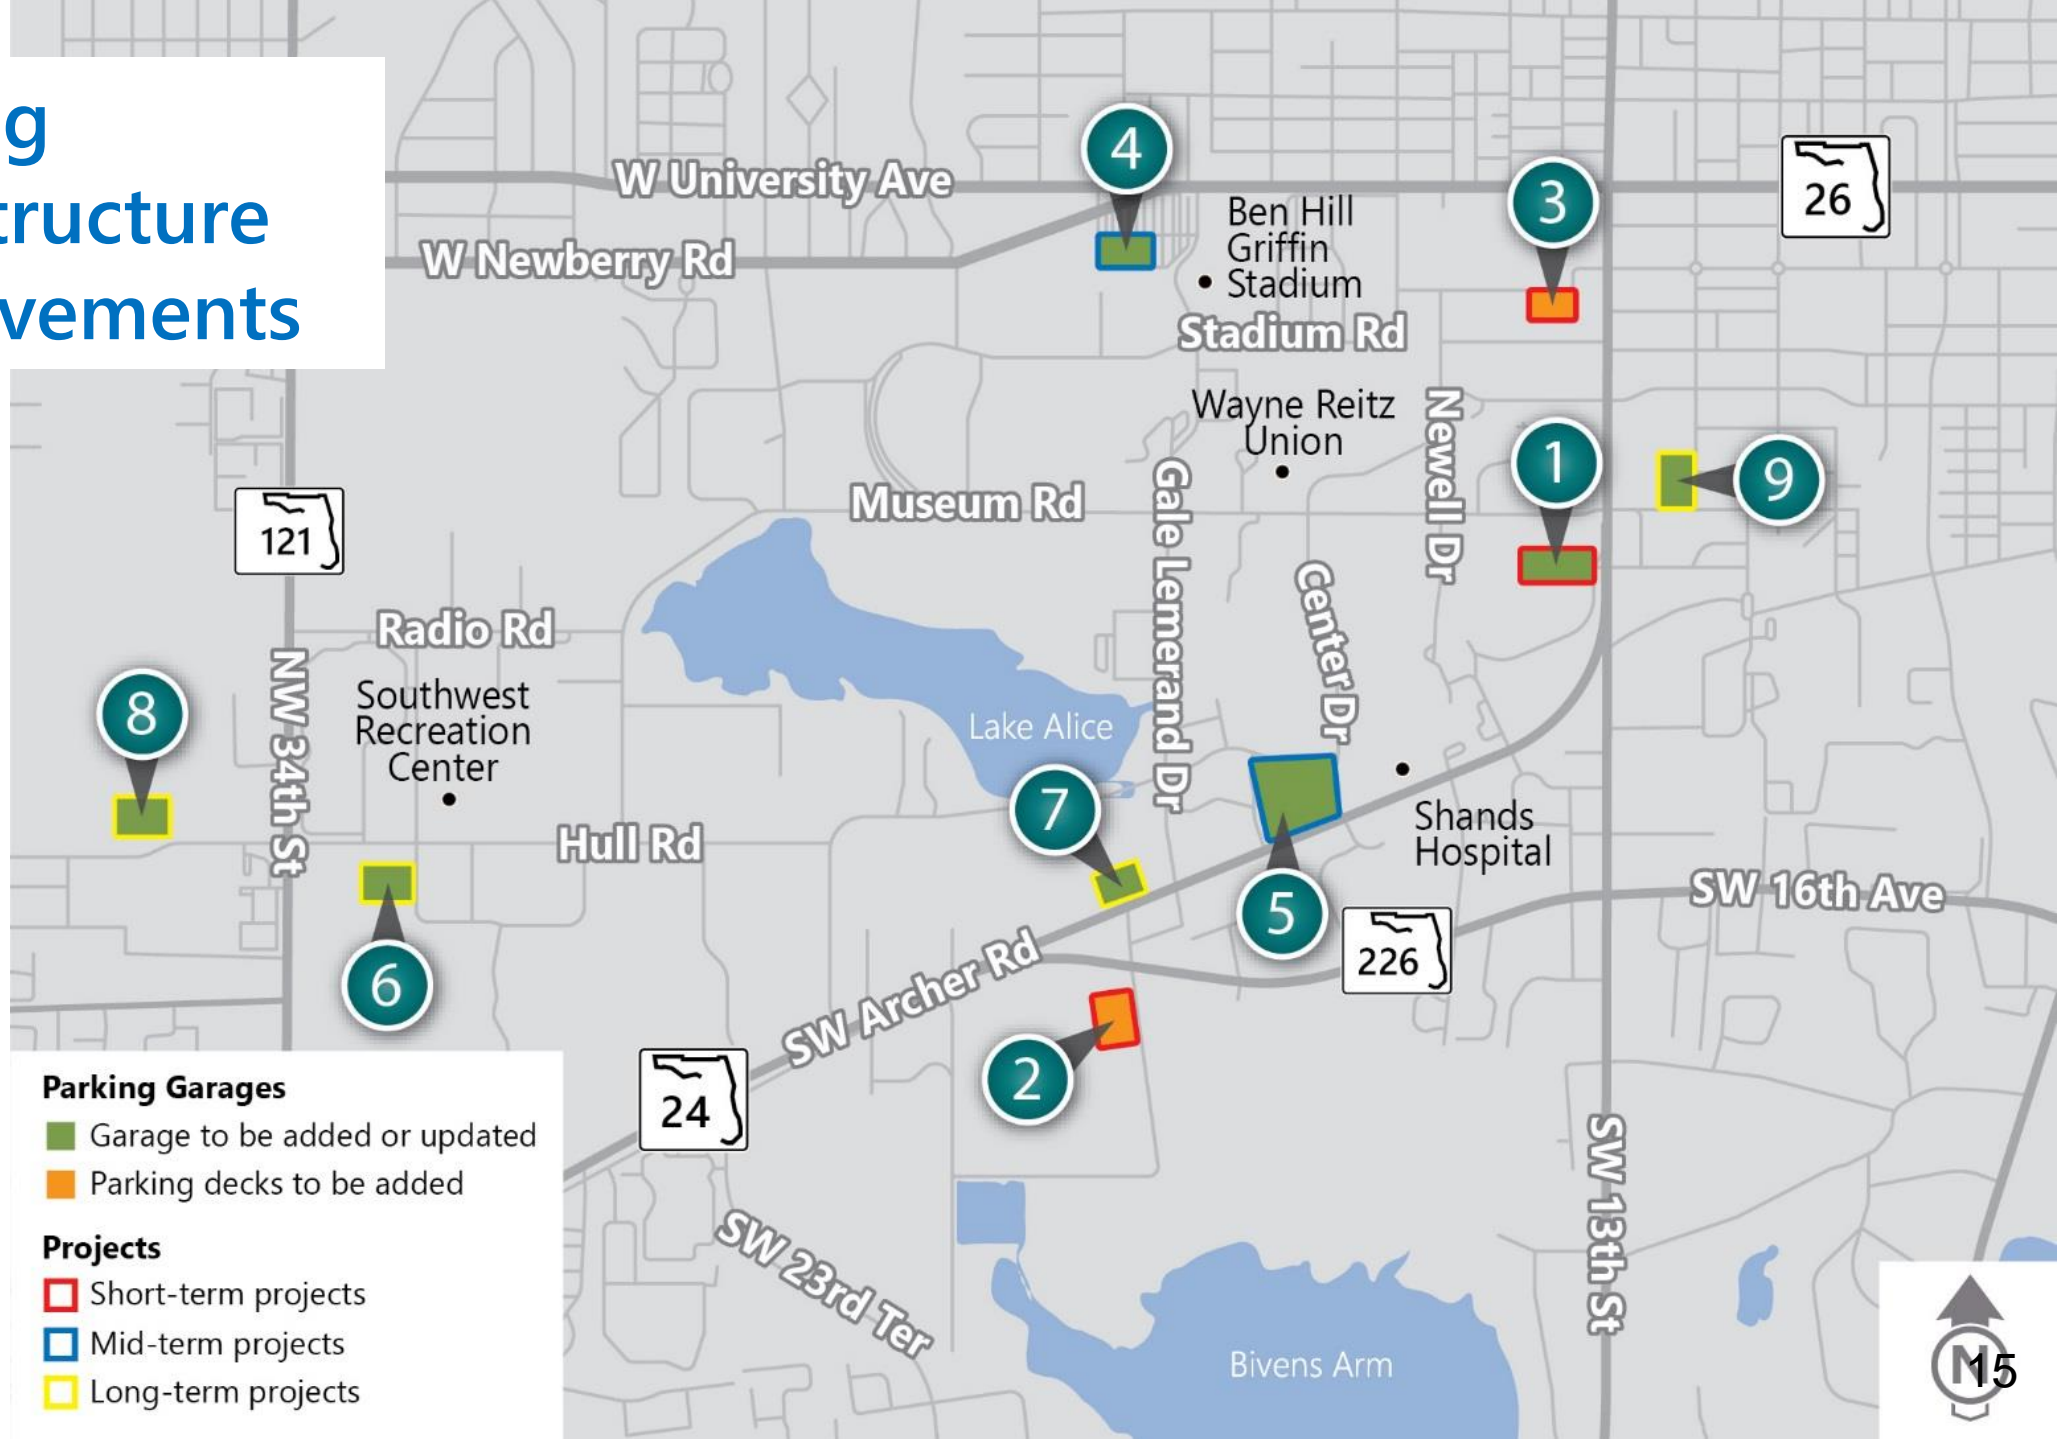 g
tructure
vements
W University Ave
W Newberry Rd
4
3
26
Ben Hill
Griffin
Stadium
Stadium Rd
Wayne Reitz
Union
Newell Dr
1
9
Museum Rd
Gale Lemerand Dr
Center Dr
121
Radio Rd
NW 34th St
8
Southwest
Recreation
Center
Lake Alice
7
Hull Rd
Shands
Hospital
5
6
SW 16th Ave
226
SW Archer Rd
2
24
SW 13th St
SW 23rd Ter
Bivens Arm
Parking Garages
Garage to be added or updated
Parking decks to be added
Projects
Short-term projects
Mid-term projects
Long-term projects
N
15